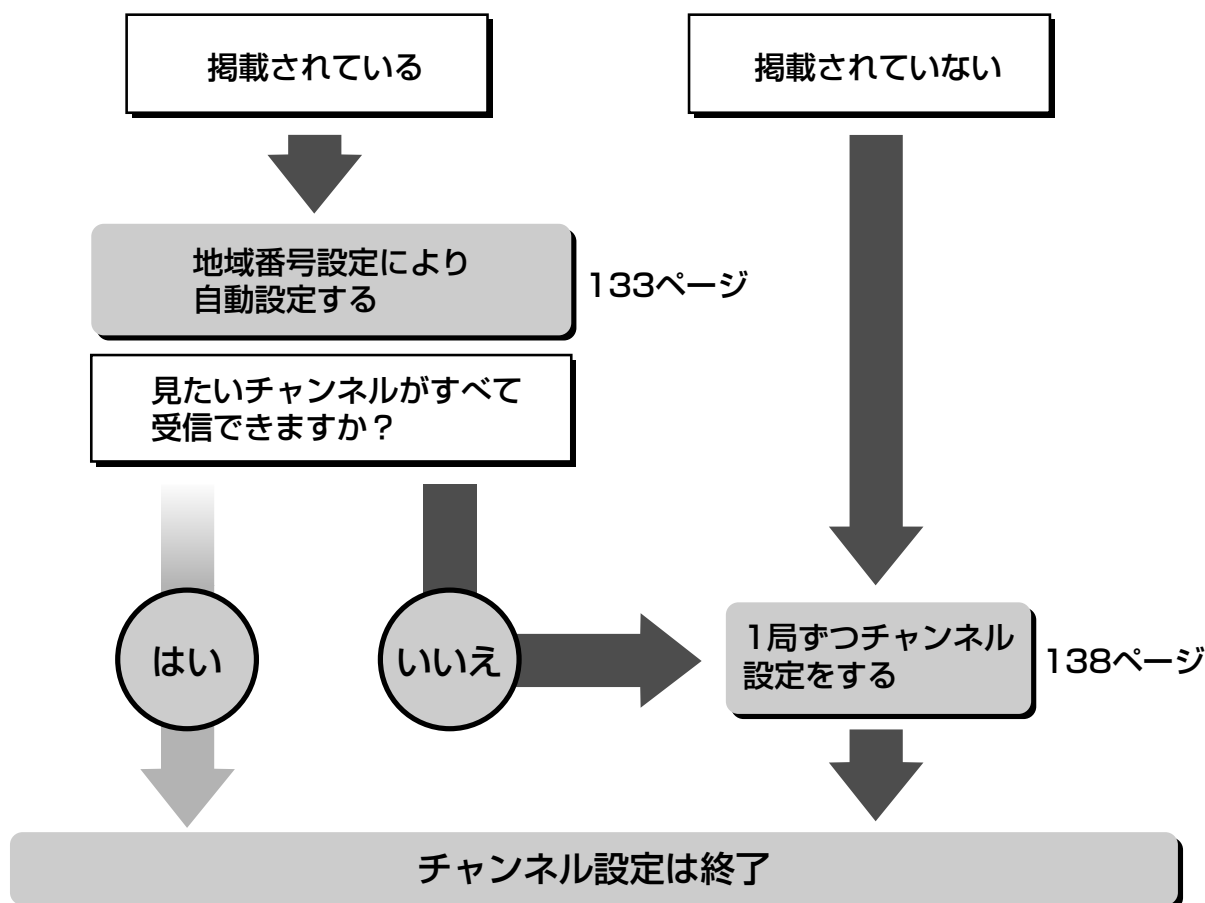 掲載されている
掲載されていない
地域番号設定により
自動設定する
133ページ
見たいチャンネルがすべて
受信できますか？
はい
いいえ
1局ずつチャンネル
設定をする
138ページ
チャンネル設定は終了